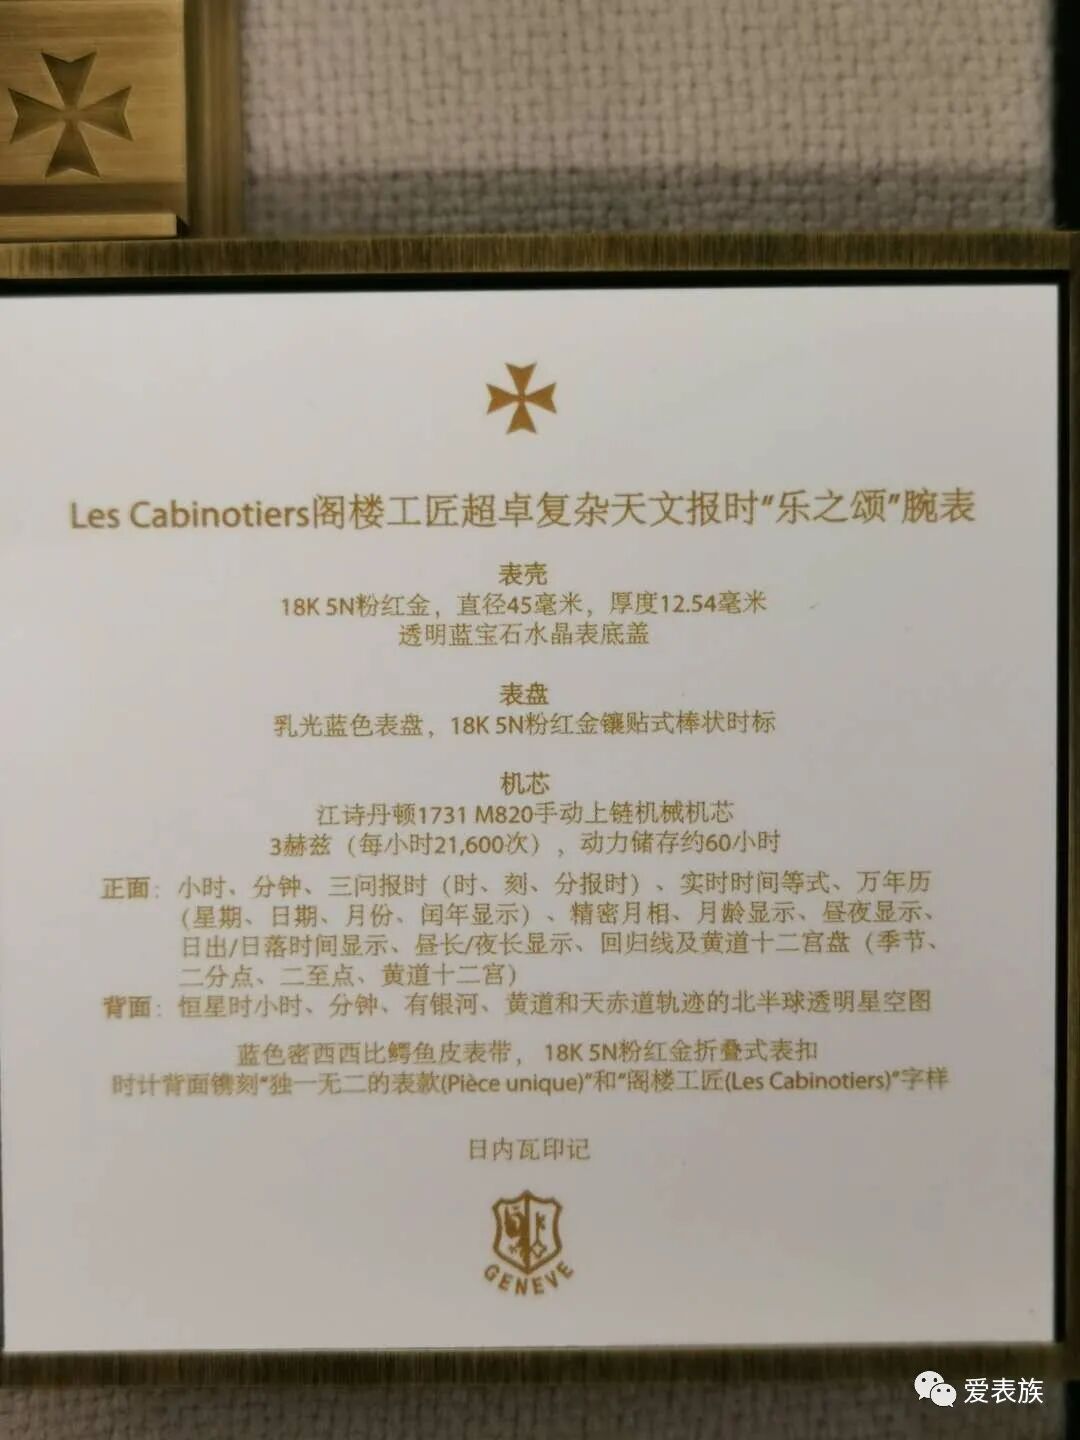 Les Cabinotiers阁楼工匠超卓复杂天文报时“乐之颂”腕表
表壳
18K 5N粉红金，直径45毫米，厚度12.54毫米
透明蓝宝石水晶表底盖
表盘
乳光蓝色表盘，18K 5N粉红金镶贴式棒状时标
机芯
江诗丹顿1731 M820手动上链机械机芯
3赫兹（每小时21,600次），动力储存约60小时
正面：小时、分钟、三问报时（时、刻、分报时）、实时时间等式、万年历
（星期、日期、月份、闰年显示）、精密月相、月龄显示、昼夜显示、
日出/日落时间显示、昼长/夜长显示、回归线及黄道十二宫盘（季节、
二分点、二至点、黄道十二宫）
背面：恒星时小时、分钟、有银河、黄道和天赤道轨迹的北半球透明星空图
蓝色密西西比鳄鱼皮表带，18K 5N粉红金折叠式表扣
时计背面镌刻“独一无二的表款(Pièce unique)”和“阁楼工匠(Les Cabinotiers)”字样
日内瓦印记
GENEVE
爱表族